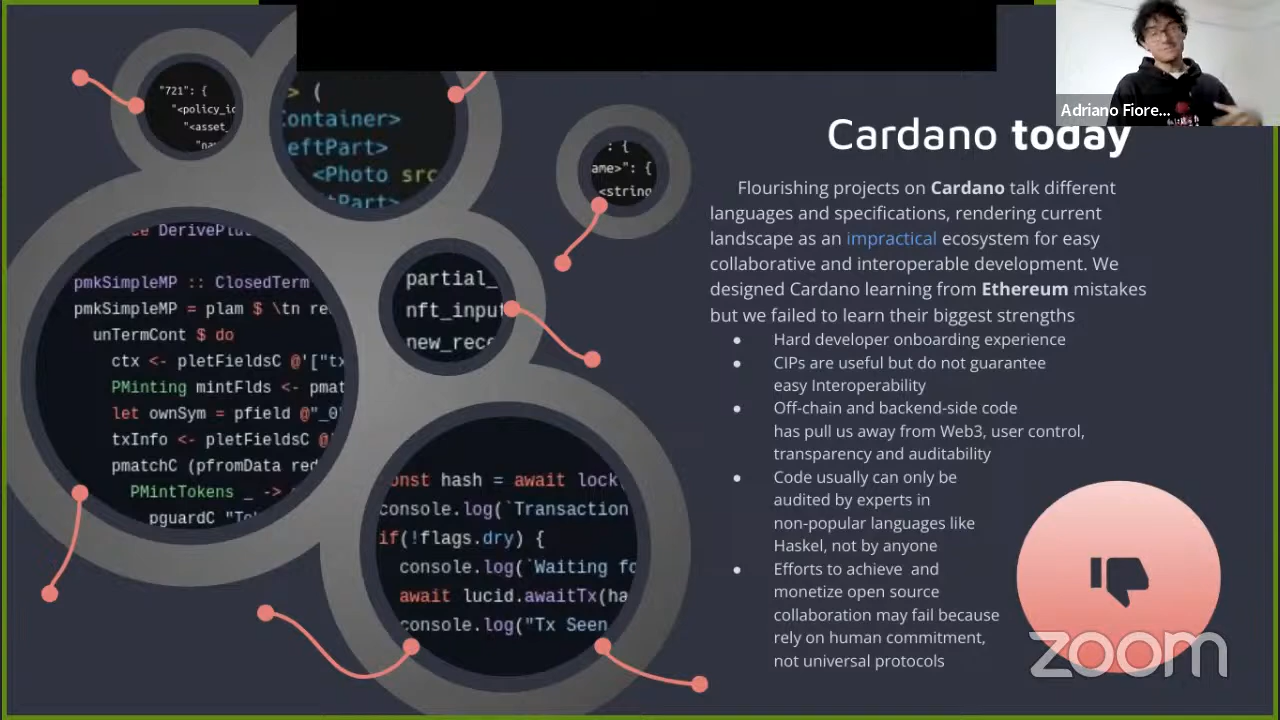 "721": {
"<policy_id
"<asset_
"na
> (
Container>
eftPart>
<Photo src
tPart>
: {
ame>": {
<string
DerivePlu
pmkSimpleMP :: ClosedTerm
pmkSimpleMP = plam $ \tn re
unTermCont $ do
ctx <- pletFieldsC @'["tx
PMinting mintFlds <- pmat
let ownSym = pfield @"_0
txInfo <- pletFieldsC @
pmatchC (pfromData red
PMintTokens _ ->
pguardC "To
partial_
nft_input
new_rec
onst hash = await lock
console.log(`Transaction
if(!flags.dry) {
console.log(`Waiting fo
await lucid.awaitTx(ha
console.log("Tx Seen
Adriano Fiore...
Cardano today
Flourishing projects on Cardano talk different
languages and specifications, rendering current
landscape as an impractical ecosystem for easy
collaborative and interoperable development. We
designed Cardano learning from Ethereum mistakes
but we failed to learn their biggest strengths
● Hard developer onboarding experience
● CIPs are useful but do not guarantee
easy Interoperability
● Off-chain and backend-side code
has pull us away from Web3, user control,
transparency and auditability
● Code usually can only be
audited by experts in
non-popular languages like
Haskel, not by anyone
● Efforts to achieve and
monetize open source
collaboration may fail because
rely on human commitment,
not universal protocols
zoom